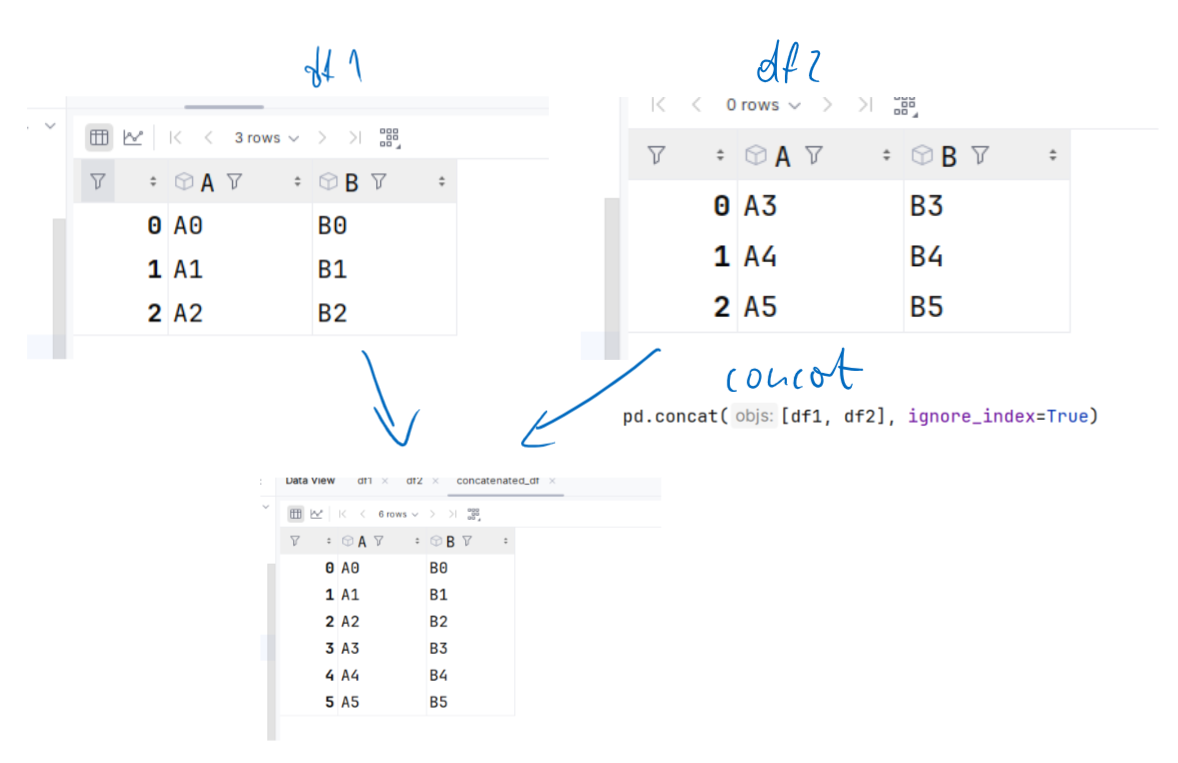 df1
df2
3 rows
A B
0 A0 B0
1 A1 B1
2 A2 B2
0 rows
A B
0 A3 B3
1 A4 B4
2 A5 B5
concat
pd.concat( objs: [df1, df2], ignore_index=True)
Data View df1 × df2 × concatenated_df ×
6 rows
A B
0 A0 B0
1 A1 B1
2 A2 B2
3 A3 B3
4 A4 B4
5 A5 B5